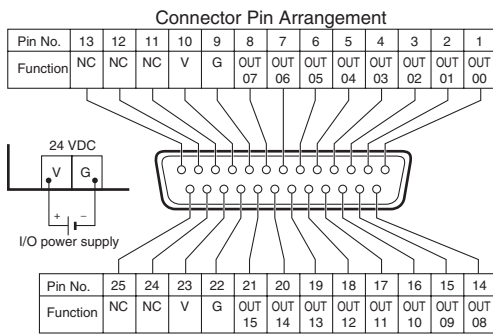 Connector Pin Arrangement
Pin No. 13 12 11 10 9 8 7 6 5 4 3 2 1
Function NC NC NC V G OUT 07 OUT 06 OUT 05 OUT 04 OUT 03 OUT 02 OUT 01 OUT 00
24 VDC
V G
+ −
I/O power supply
Pin No. 25 24 23 22 21 20 19 18 17 16 15 14
Function NC NC V G OUT 15 OUT 14 OUT 13 OUT 12 OUT 11 OUT 10 OUT 09 OUT 08